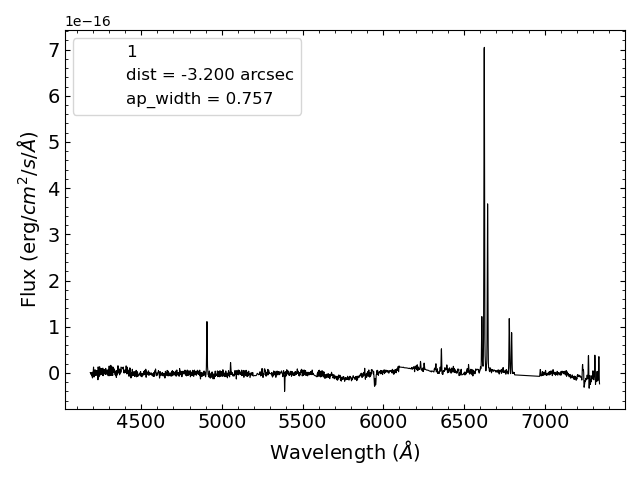 1e−16
1
dist = -3.200 arcsec
ap_width = 0.757
7
6
5
4
3
2
1
0
Flux (erg/cm²/s/Å)
4500 5000 5500 6000 6500 7000
Wavelength (Å)